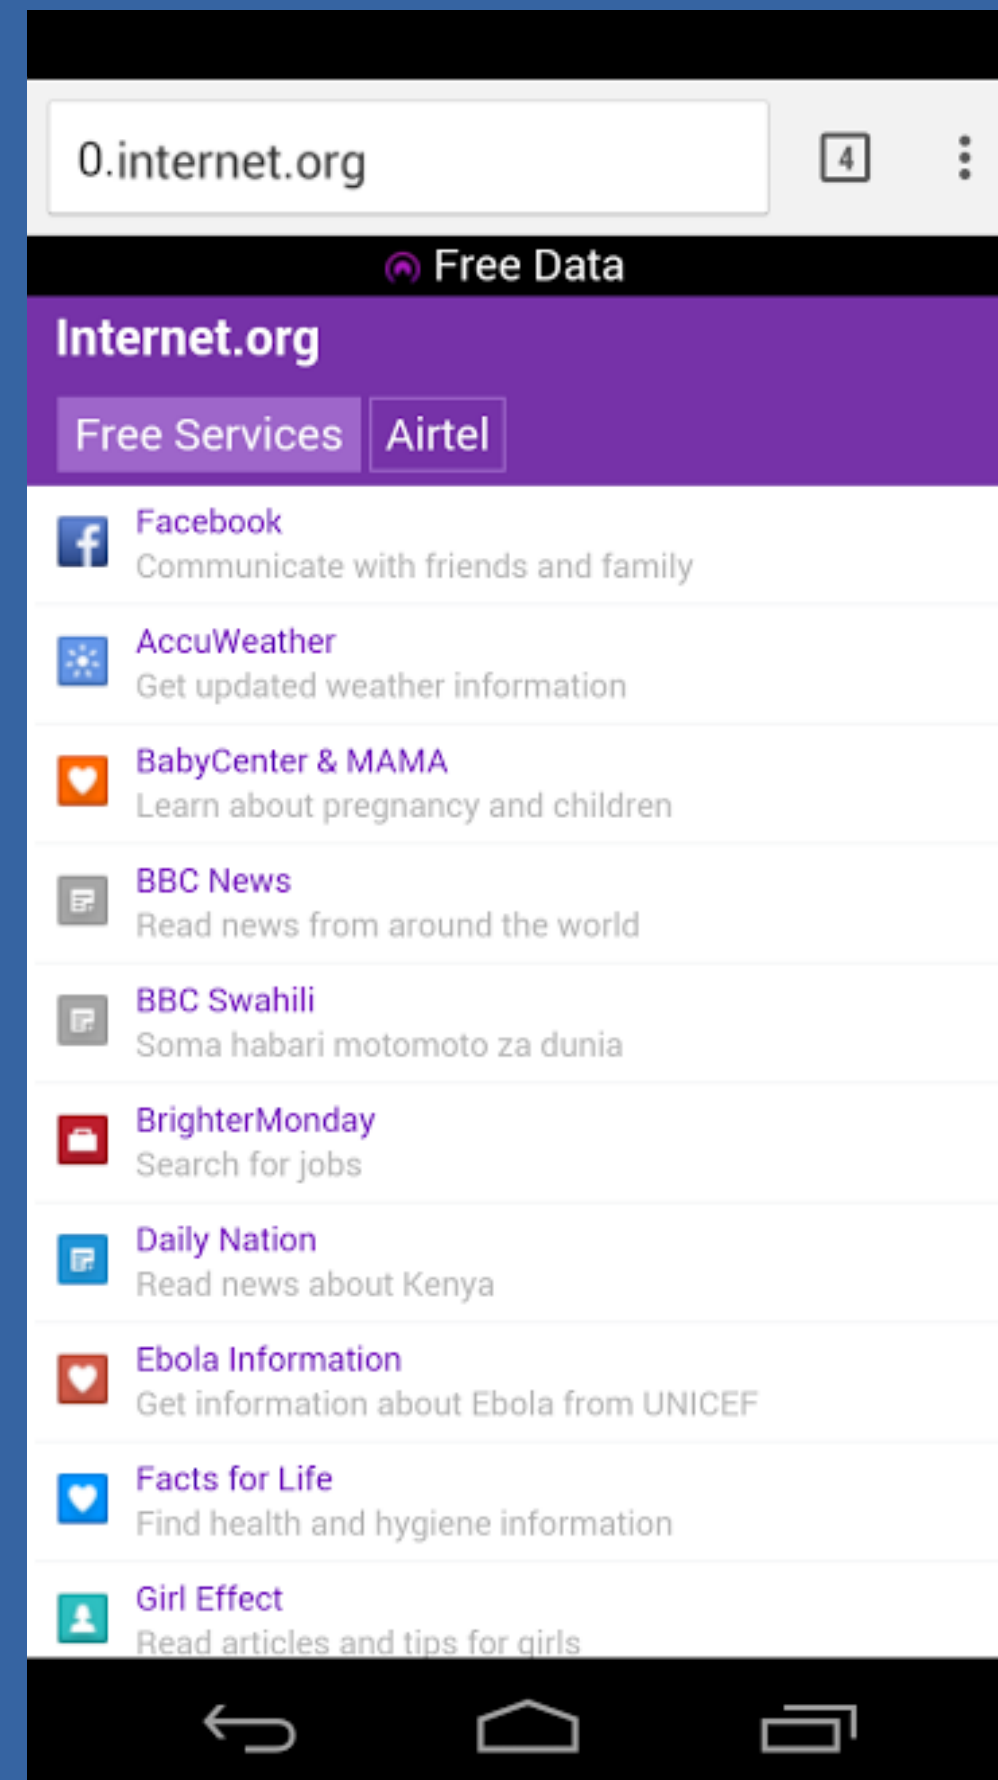 0.internet.org
4
Free Data
Internet.org
Free Services
Airtel
Facebook
Communicate with friends and family
AccuWeather
Get updated weather information
BabyCenter & MAMA
Learn about pregnancy and children
BBC News
Read news from around the world
BBC Swahili
Soma habari motomoto za dunia
BrighterMonday
Search for jobs
Daily Nation
Read news about Kenya
Ebola Information
Get information about Ebola from UNICEF
Facts for Life
Find health and hygiene information
Girl Effect
Read articles and tips for girls